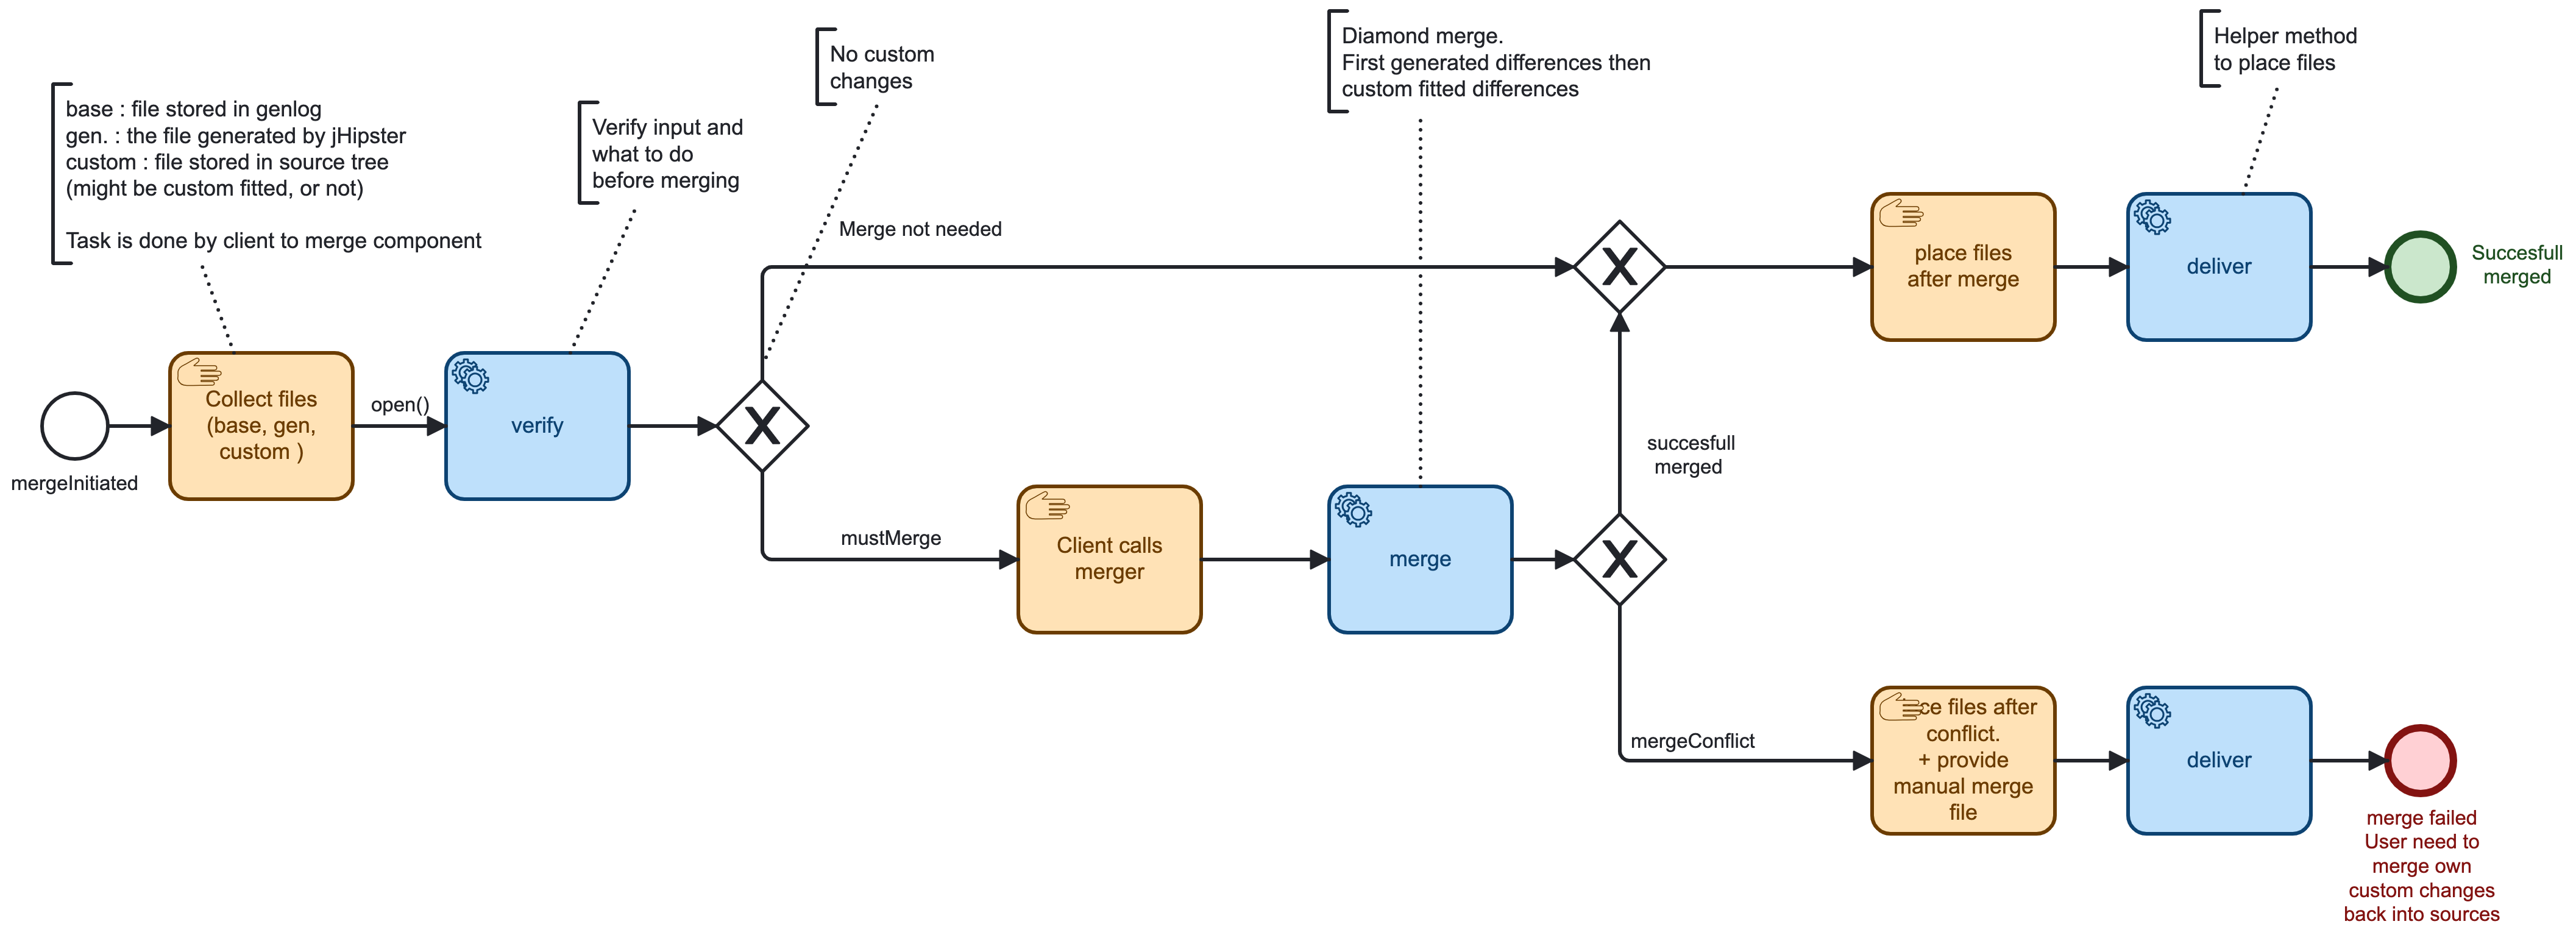 base : file stored in genlog
gen. : the file generated by jHipster
custom : file stored in source tree
(might be custom fitted, or not)
Task is done by client to merge component
Verify input and
what to do
before merging
No custom
changes
Diamond merge.
First generated differences then
custom fitted differences
Helper method
to place files
mergeInitiated
Collect files
(base, gen,
custom )
open()
verify
X
Merge not needed
mustMerge
Client calls
merger
merge
X
succesfull
merged
X
place files
after merge
deliver
Succesfull
merged
mergeConflict
files after
conflict.
+ provide
manual merge
file
deliver
merge failed
User need to
merge own
custom changes
back into sources